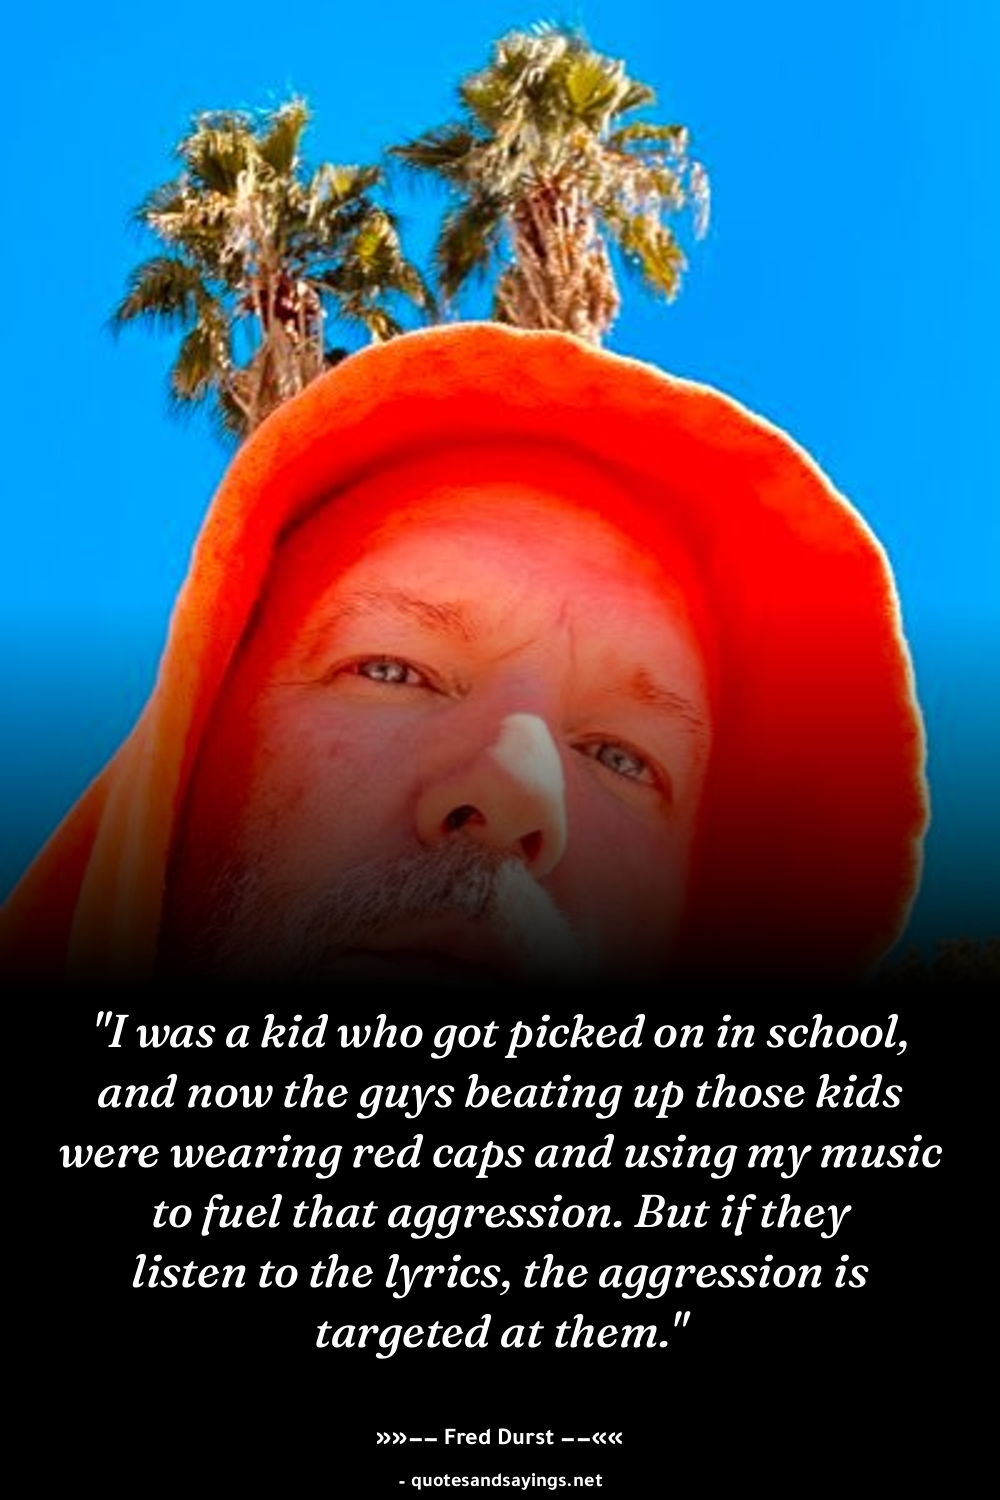 "I was a kid who got picked on in school,
and now the guys beating up those kids
were wearing red caps and using my music
to fuel that aggression. But if they
listen to the lyrics, the aggression is
targeted at them."
»»–– Fred Durst ––««
- quotesandsayings.net